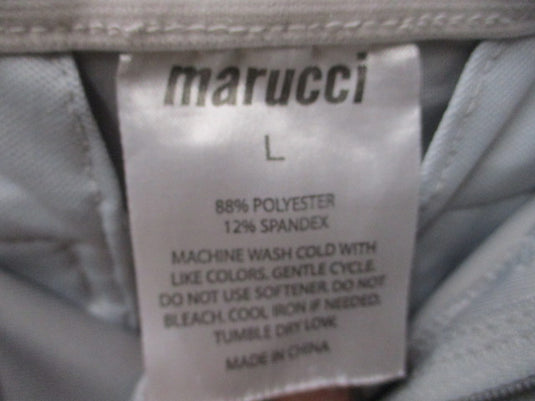 marucci
L
88% POLYESTER
12% SPANDEX
MACHINE WASH COLD WITH
LIKE COLORS. GENTLE CYCLE.
DO NOT USE SOFTENER. DO NOT
BLEACH. COOL IRON IF NEEDED.
TUMBLE DRY LOW.
MADE IN CHINA